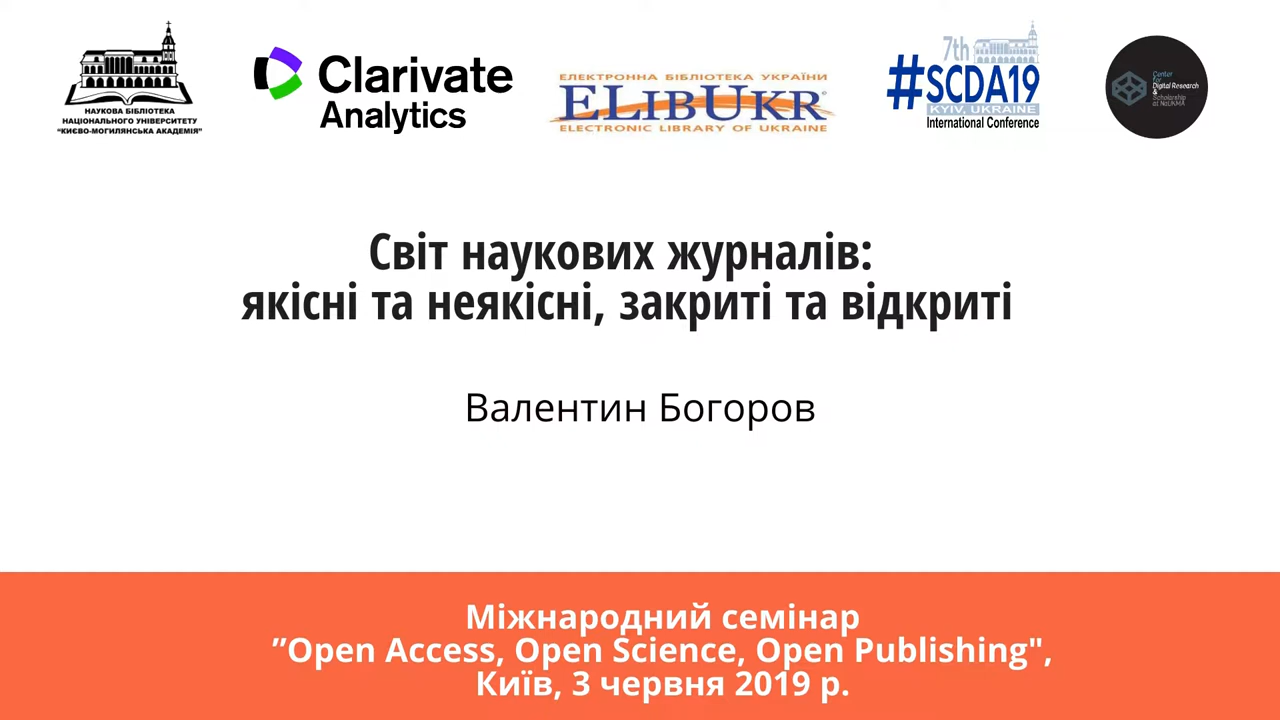 НАУКОВА БІБЛІОТЕКА
НАЦІОНАЛЬНОГО УНІВЕРСИТЕТУ
"КИЄВО-МОГИЛЯНСЬКА АКАДЕМІЯ"
Clarivate
Analytics
ЕЛЕКТРОННА БІБЛІОТЕКА УКРАЇНИ
ELIBUKR
ELECTRONIC LIBRARY OF UKRAINE
7th
#SCDA19
KYIV, UKRAINE
International Conference
Center
for
Digital Research
&
Scholarship
at NaUKMA
Світ наукових журналів:
якісні та неякісні, закриті та відкриті
Валентин Богоров
Міжнародний семінар
”Open Access, Open Science, Open Publishing",
Київ, 3 червня 2019 р.